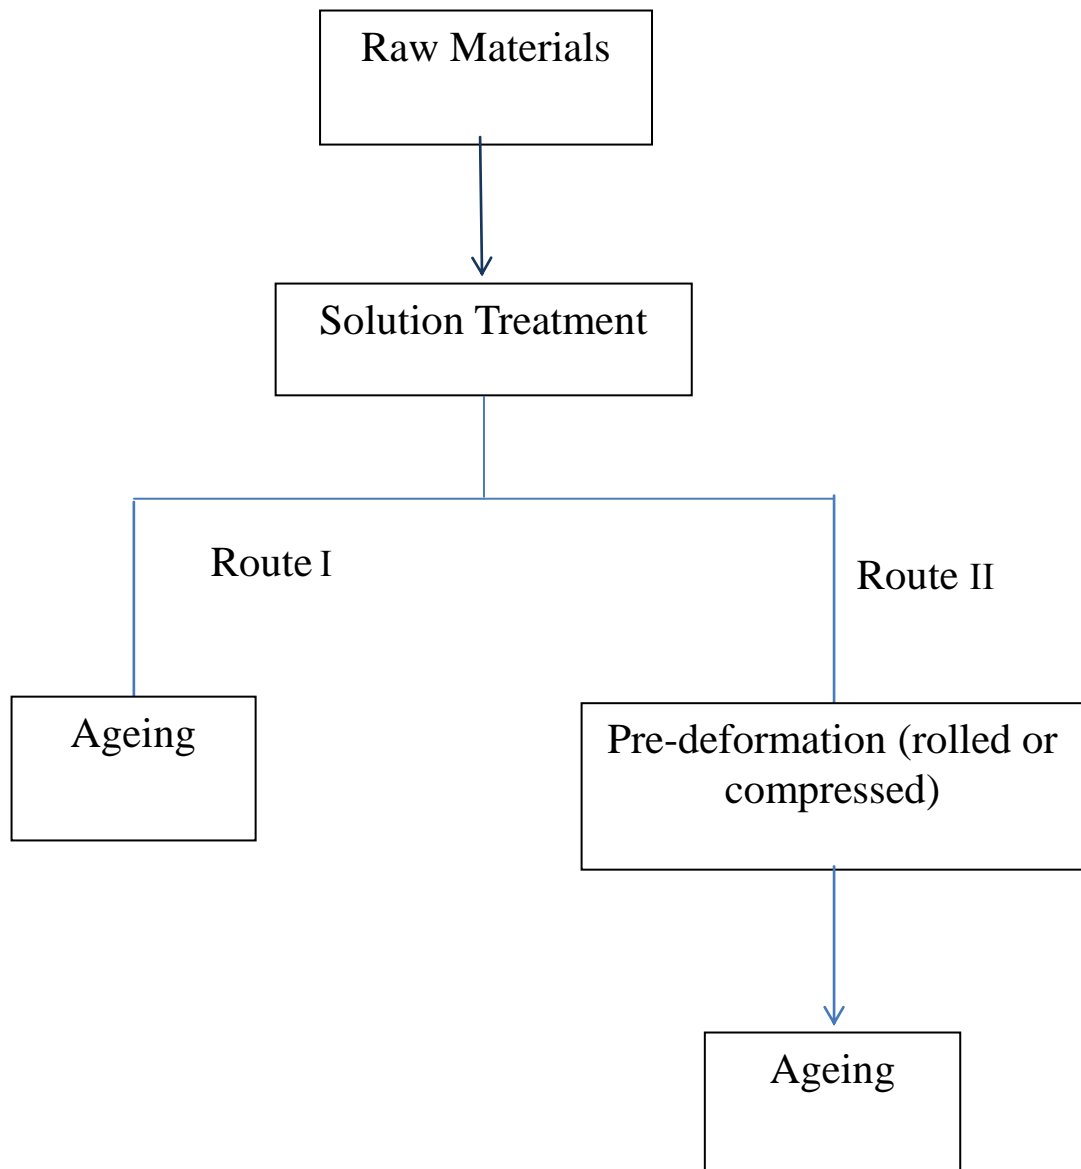 Raw Materials
Solution Treatment
Route I
Route II
Ageing
Pre-deformation (rolled or
compressed)
Ageing